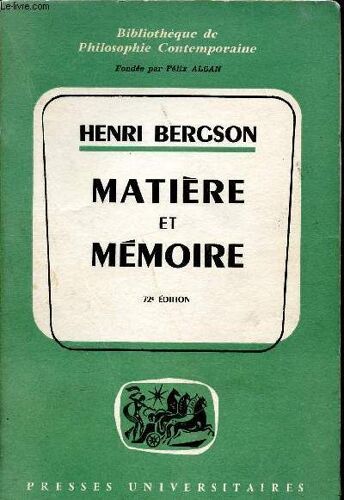 Bibliothèque de
Philosophie Contemporaine
Fondée par Félix ALCAN
HENRI BERGSON
MATIÈRE
ET
MÉMOIRE
72e ÉDITION
PRESSES UNIVERSITAIRES
le-livre.com